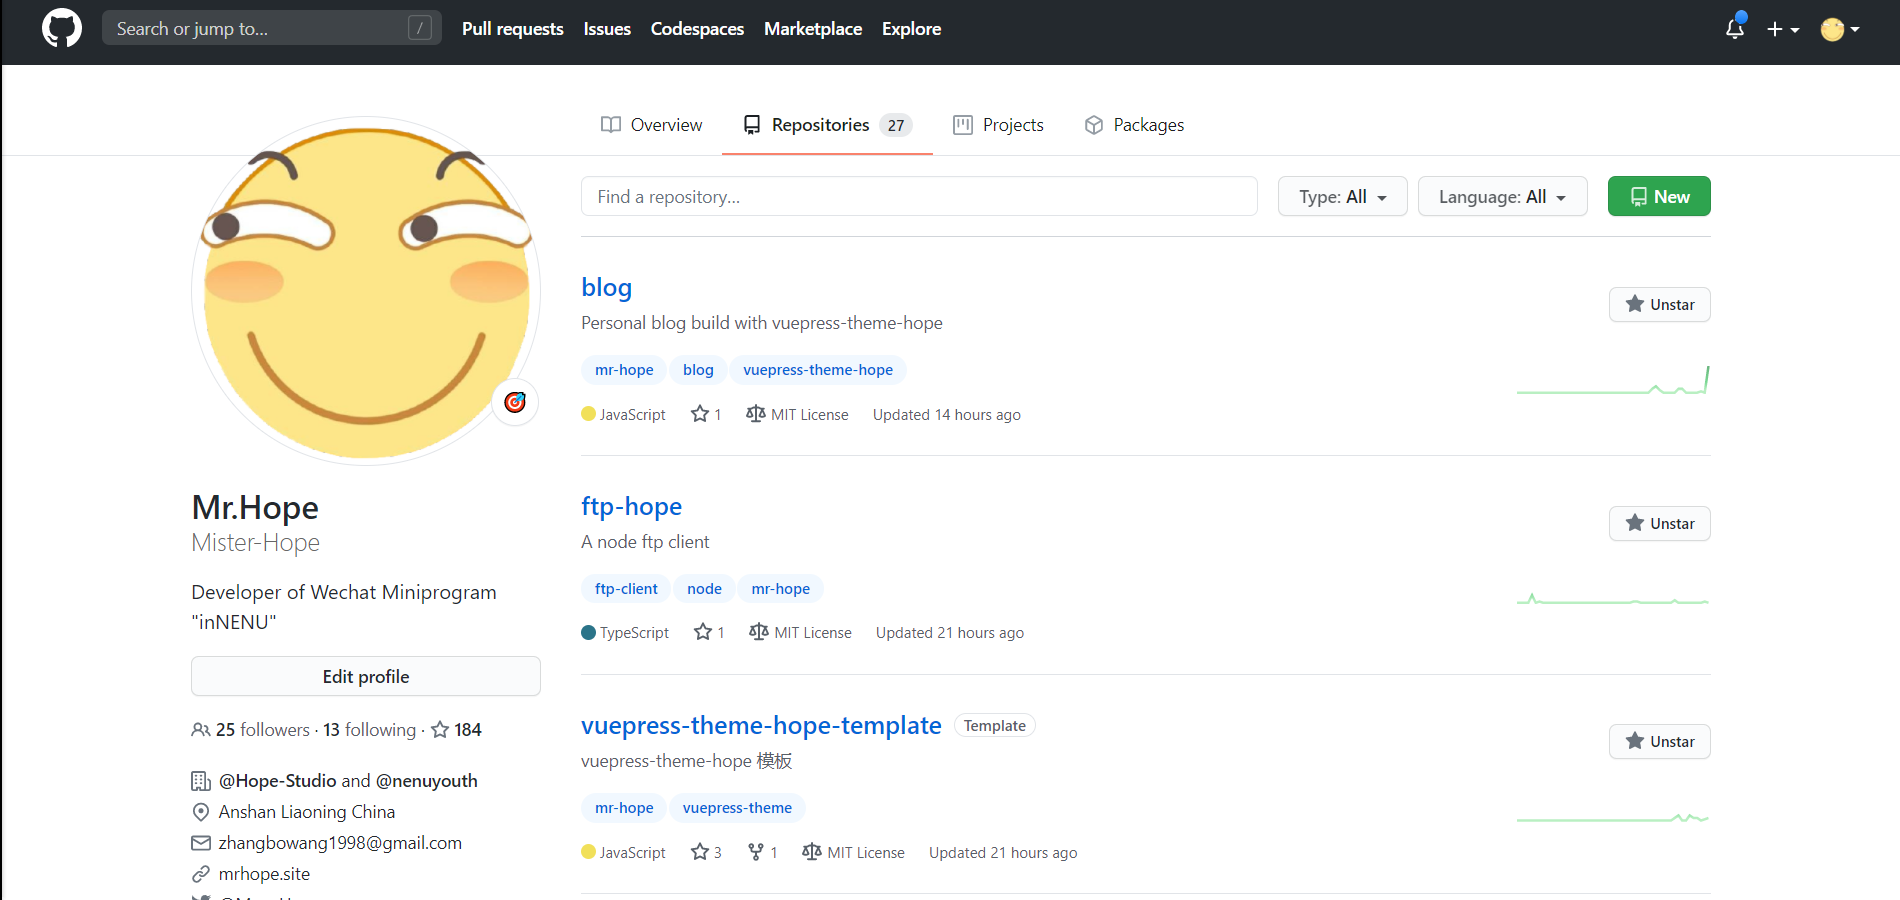 Search or jump to... /
Pull requests Issues Codespaces Marketplace Explore
Overview Repositories 27 Projects Packages
Find a repository... Type: All Language: All New
Mr.Hope
Mister-Hope
Developer of Wechat Miniprogram
"inNENU"
Edit profile
25 followers · 13 following · 184
@Hope-Studio and @nenuyouth
Anshan Liaoning China
zhangbowang1998@gmail.com
mrhope.site
blog
Unstar
Personal blog build with vuepress-theme-hope
mr-hope blog vuepress-theme-hope
JavaScript 1 MIT License Updated 14 hours ago
ftp-hope
Unstar
A node ftp client
ftp-client node mr-hope
TypeScript 1 MIT License Updated 21 hours ago
vuepress-theme-hope-template Template
Unstar
vuepress-theme-hope 模板
mr-hope vuepress-theme
JavaScript 3 1 MIT License Updated 21 hours ago